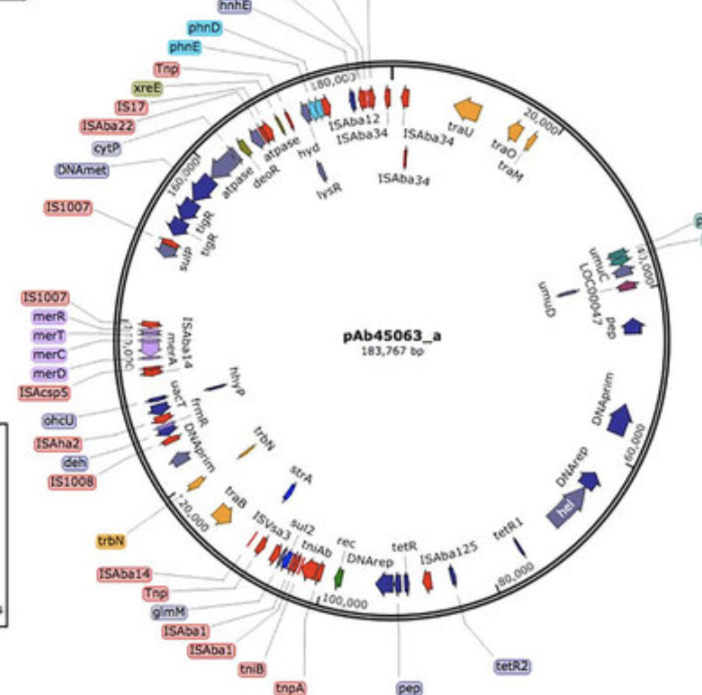 hnhE
phnD
phnE
Tnp
xreE
IS17
ISAba22
cytP
DNAmet
IS1007
IS1007
merR
merT
merC
merD
ISAcsp5
ohcU
ISAha2
deh
IS1008
trbN
ISAba14
Tnp
glmM
ISAba1
ISAba1
tniB
tnpA
pep
tetR2
ISAba12
ISAba34
ISAba34
ISAba34
traU
traO
traM
20,000
umuC
LOC00047
umuD
pep
DNAprim
60,000
DNArep
hel
tetR1
80,000
ISAba125
tetR
DNArep
rec
100,000
tniAb
sul2
ISVsa3
strA
traB
trbN
DNAprim
frmR
uacT
hhyP
merA
ISAba14
sulP
tigR
tigR
160,000
atpase
deoR
atpase
hyd
lysR
pAb45063_a
183,767 bp